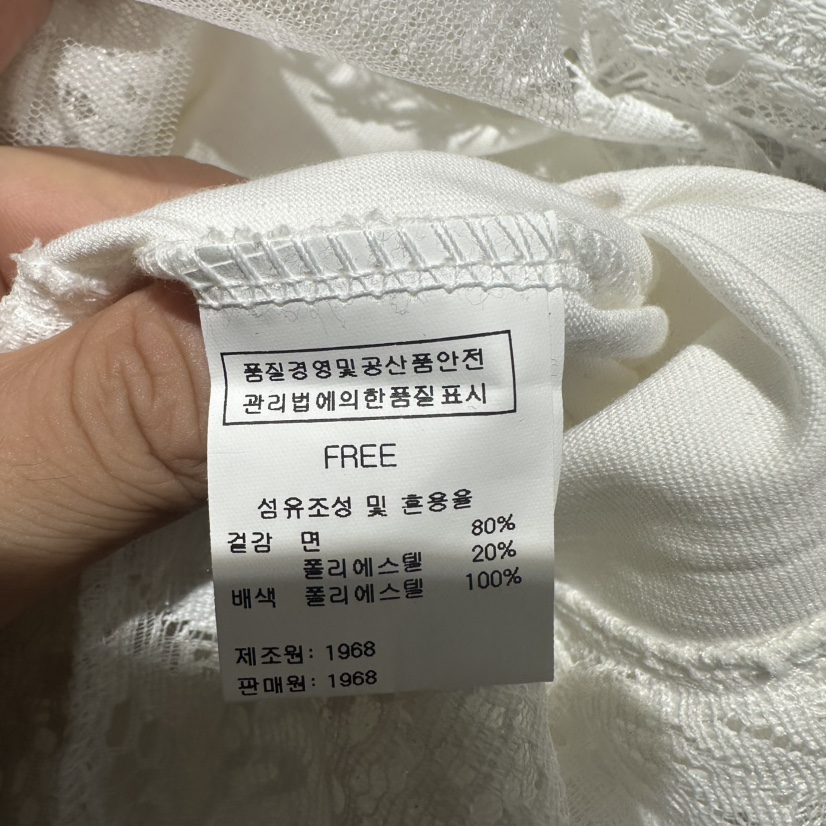 품질경영및공산품안전
관리법에의한품질표시
FREE
섬유조성 및 혼용율
겉감 면 80%
폴리에스텔 20%
배색 폴리에스텔 100%
제조원: 1968
판매원: 1968